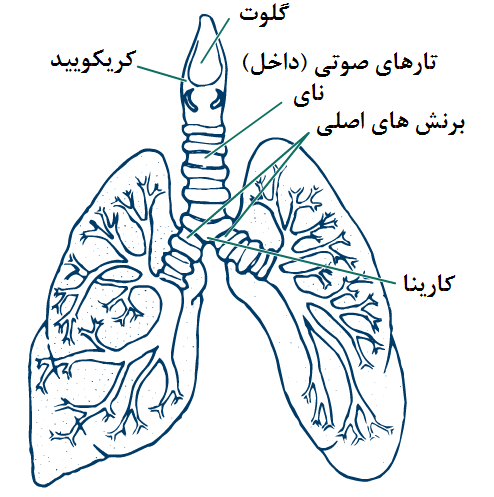 گلوت
کریکویید
تارهای صوتی (داخل)
نای
برنش های اصلی
کارینا